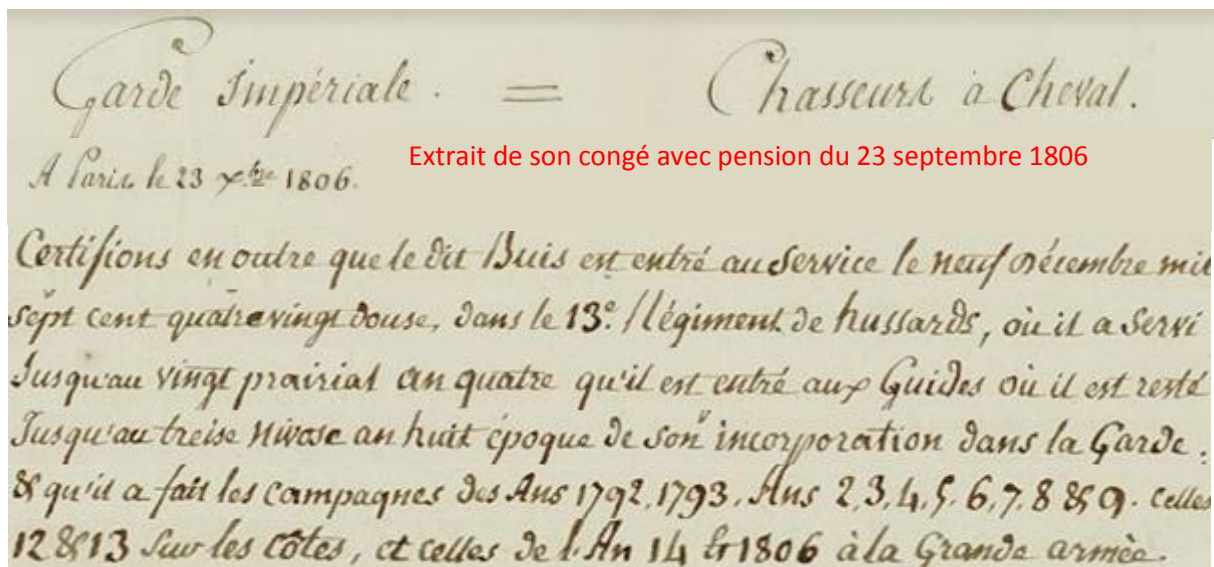 Garde Impériale. = Chasseurs à Cheval.
Extrait de son congé avec pension du 23 septembre 1806
A Paris le 23 7.bre 1806.
Certifions en outre que le dit Buis est entré au Service le neuf Décembre mil
sept cent quatrevingt douse, dans le 13e. Régiment de hussards, où il a Servi
Jusqu'au vingt prairial an quatre qu'il est entré aux Guides où il est resté
Jusqu'au treise Nivose an huit époque de son incorporation dans la Garde :
& qu'il a fait les campagnes des Ans 1792, 1793. Ans 2, 3, 4, 5, 6, 7, 8 & 9. celles
12 & 13 Sur les Côtes, et celles de l'An 14 et 1806 à la Grande armée.